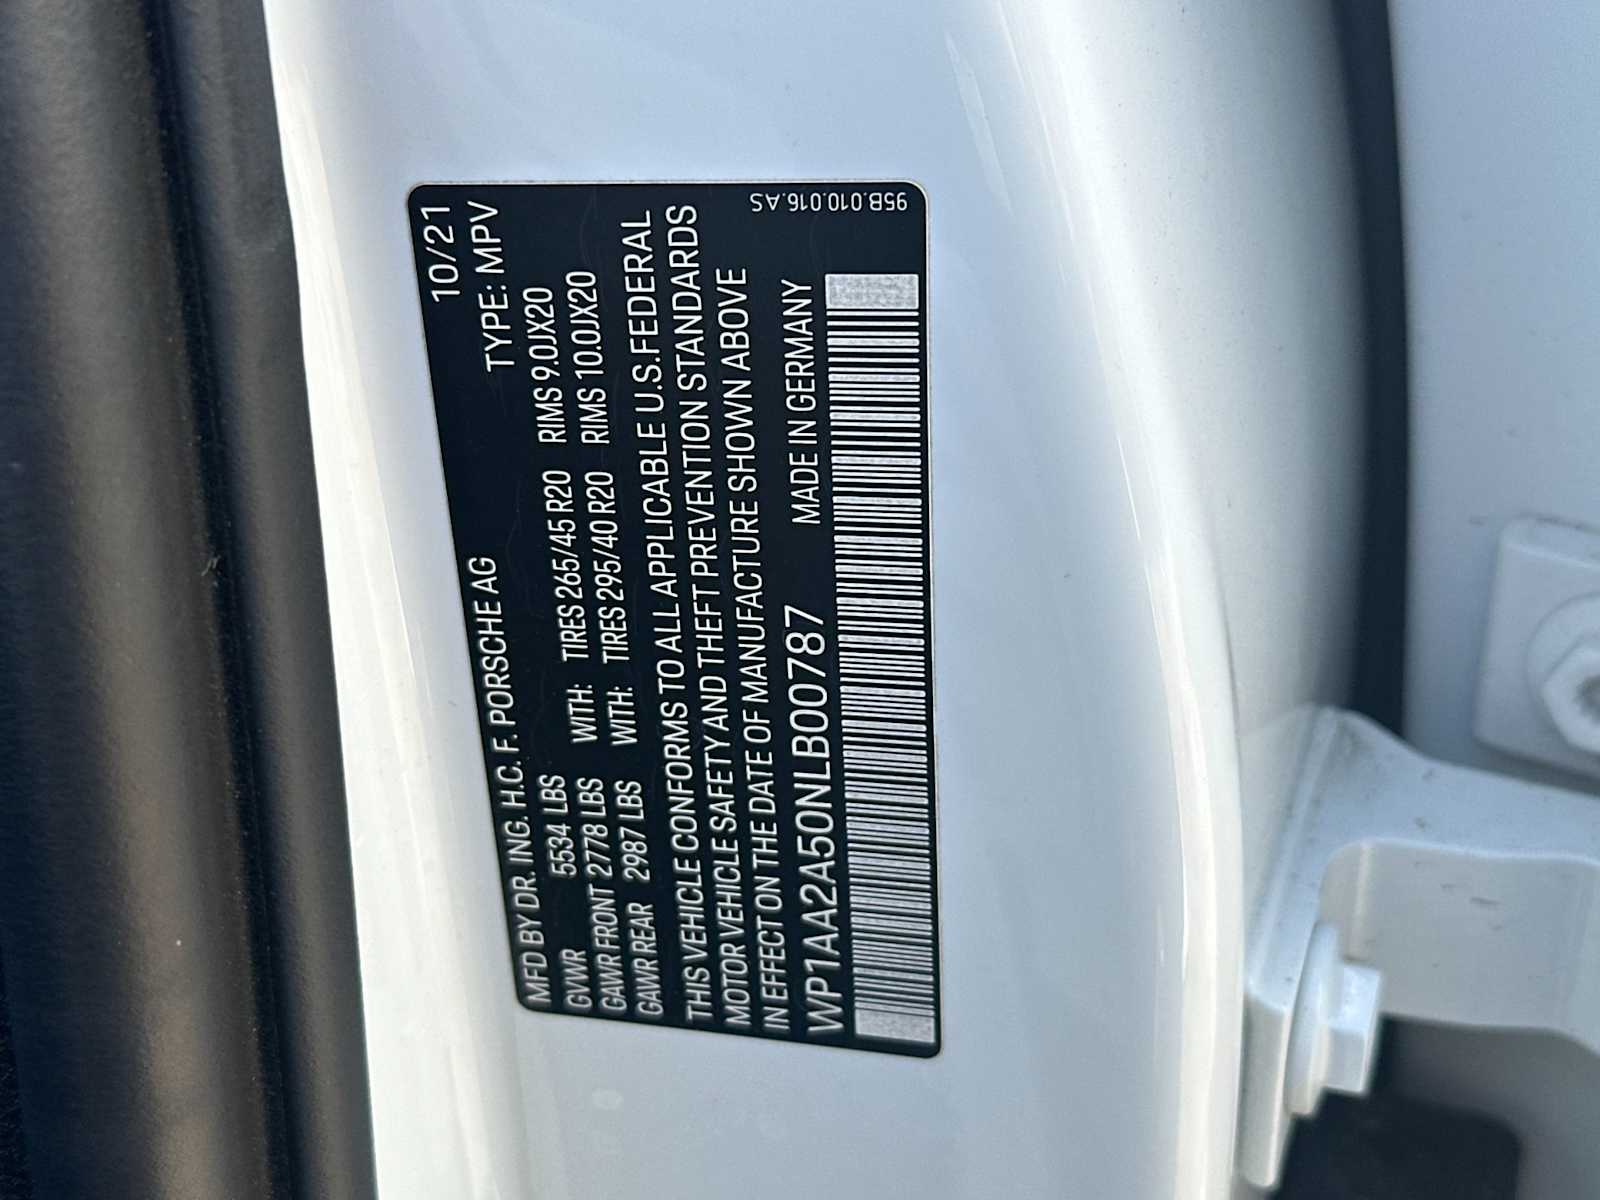 10/21
MFD BY DR. ING. H.C. F. PORSCHE AG TYPE: MPV
GVWR 5534 LBS
GAWR FRONT 2778 LBS WITH: TIRES 265/45 R20 RIMS 9.0JX20
GAWR REAR 2987 LBS WITH: TIRES 295/40 R20 RIMS 10.0JX20
THIS VEHICLE CONFORMS TO ALL APPLICABLE U.S.FEDERAL
MOTOR VEHICLE SAFETY AND THEFT PREVENTION STANDARDS
IN EFFECT ON THE DATE OF MANUFACTURE SHOWN ABOVE
WP1AA2A50NLB00787 MADE IN GERMANY
95B.010.016.AS